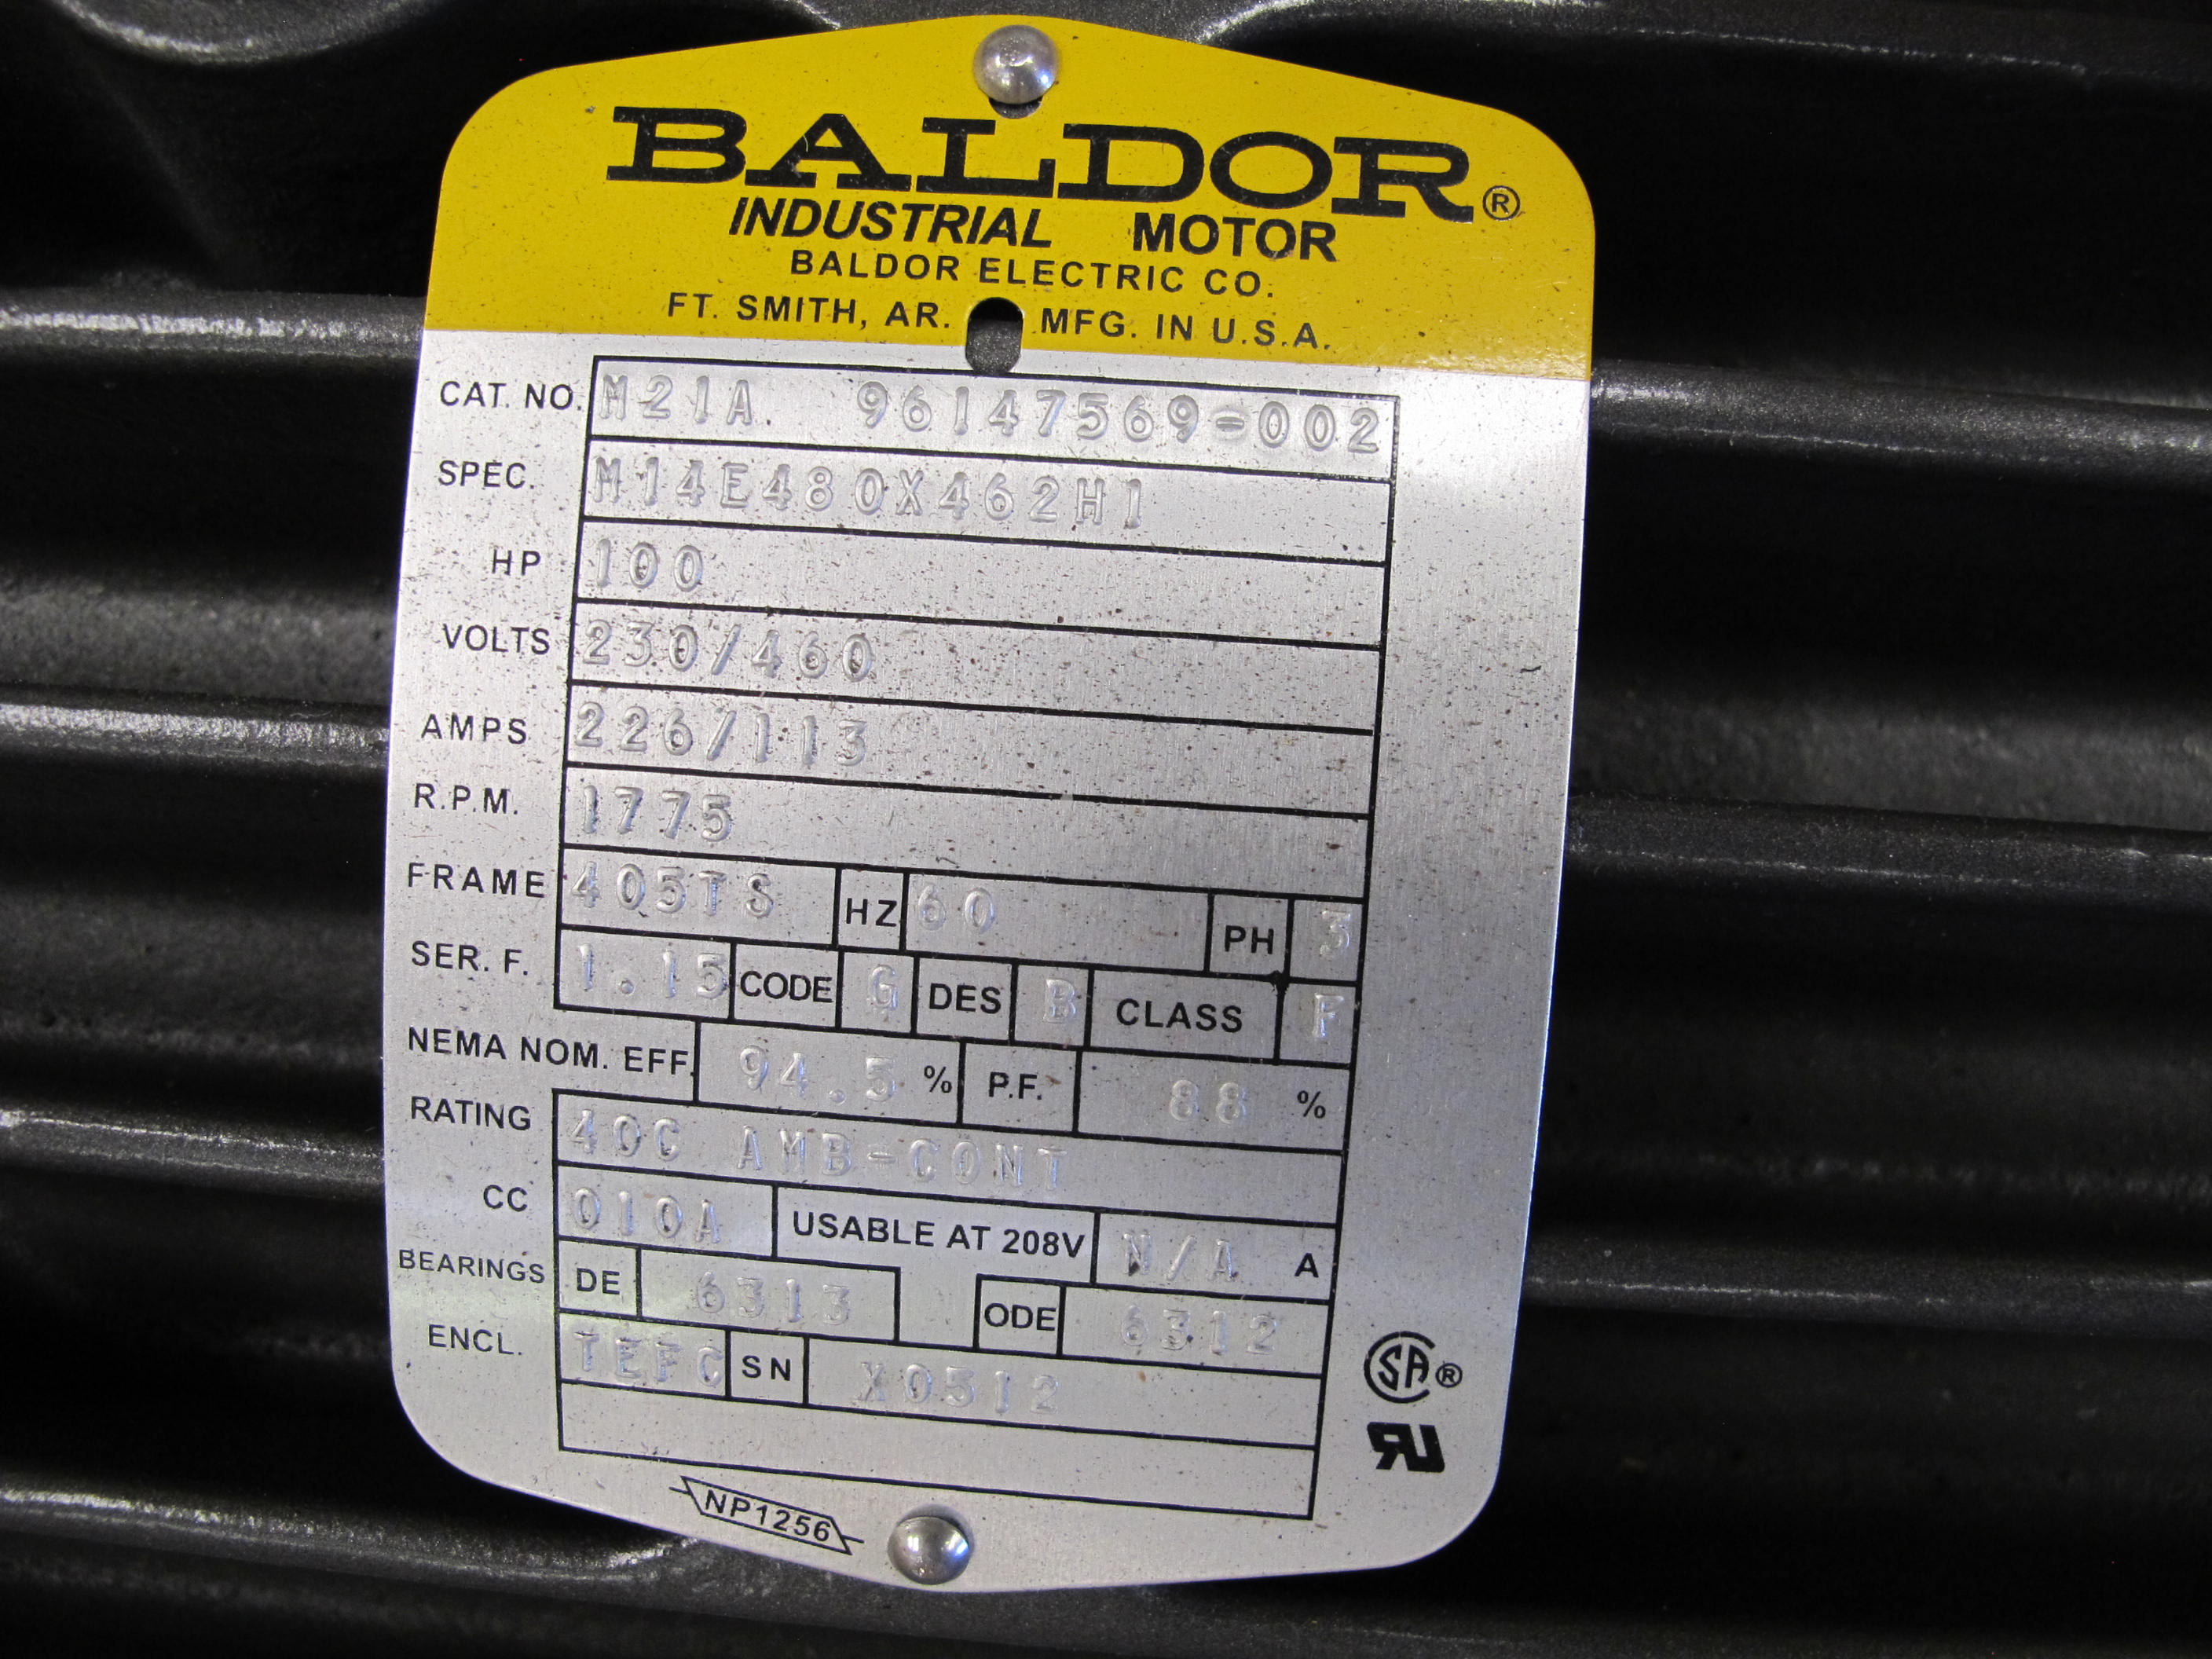 BALDOR®
INDUSTRIAL MOTOR
BALDOR ELECTRIC CO.
FT. SMITH, AR. MFG. IN U.S.A.
CAT. NO. M21A. 96147569-002
SPEC. M14E480X462H1
HP 100
VOLTS 230/460
AMPS 226/113
R.P.M. 1775
FRAME 405TS HZ 60 PH 3
SER. F. 1.15 CODE G DES B CLASS F
NEMA NOM. EFF. 94.5 % P.F. 88 %
RATING 40C AMB-CONT
CC 010A USABLE AT 208V N/A A
BEARINGS DE 6313 ODE 6312
ENCL. TEFC SN X0512
SA®
RU
NP1256